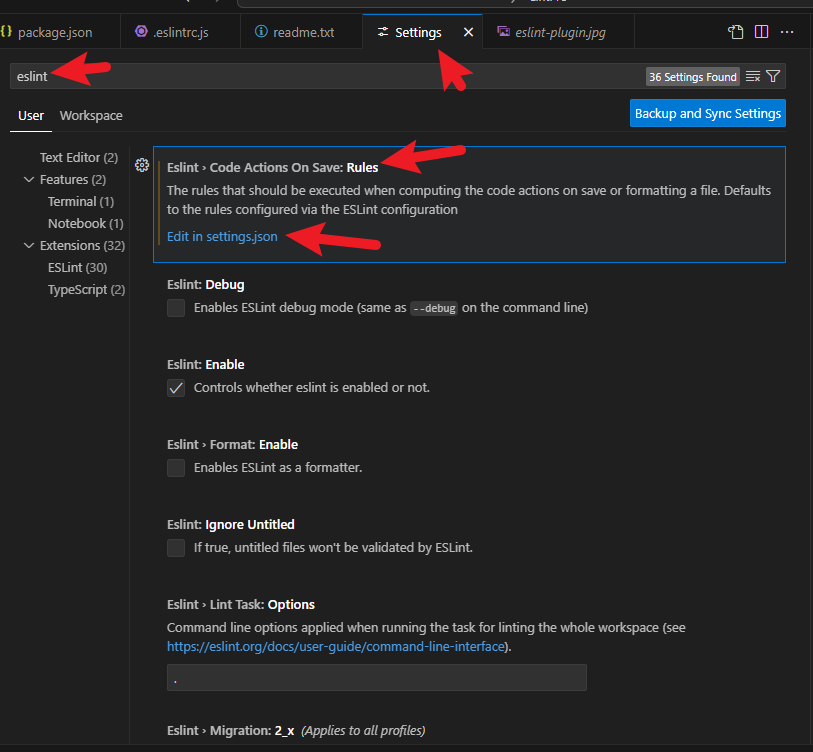 package.json
.eslintrc.js
readme.txt
Settings
eslint-plugin.jpg
eslint
36 Settings Found
User
Workspace
Backup and Sync Settings
Text Editor (2)
Features (2)
Terminal (1)
Notebook (1)
Extensions (32)
ESLint (30)
TypeScript (2)
Eslint › Code Actions On Save: Rules
The rules that should be executed when computing the code actions on save or formatting a file. Defaults
to the rules configured via the ESLint configuration
Edit in settings.json
Eslint: Debug
Enables ESLint debug mode (same as --debug on the command line)
Eslint: Enable
Controls whether eslint is enabled or not.
Eslint › Format: Enable
Enables ESLint as a formatter.
Eslint: Ignore Untitled
If true, untitled files won't be validated by ESLint.
Eslint › Lint Task: Options
Command line options applied when running the task for linting the whole workspace (see
https://eslint.org/docs/user-guide/command-line-interface).
.
Eslint › Migration: 2_x (Applies to all profiles)